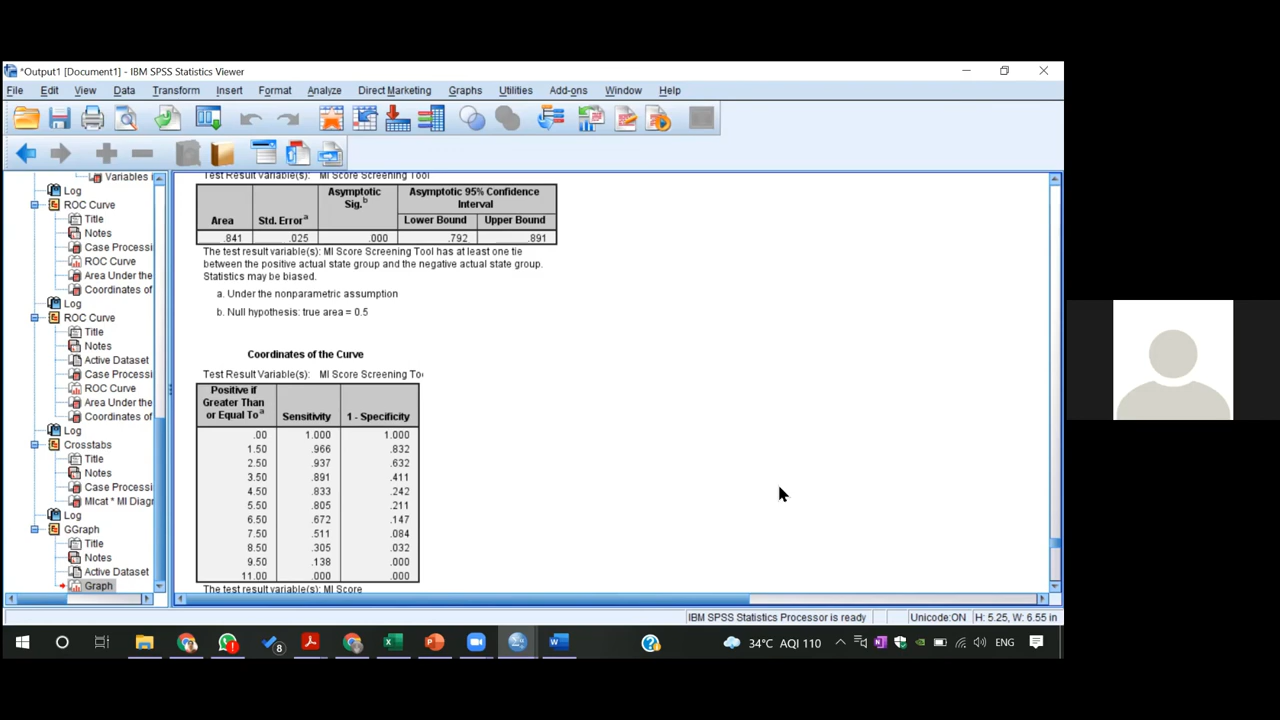 *Output1 [Document1] - IBM SPSS Statistics Viewer
File Edit View Data Transform Insert Format Analyze Direct Marketing Graphs Utilities Add-ons Window Help
Variables i
Log
ROC Curve
Title
Notes
Case Processi
ROC Curve
Area Under the
Coordinates of
Log
ROC Curve
Title
Notes
Active Dataset
Case Processi
ROC Curve
Area Under the
Coordinates of
Log
Crosstabs
Title
Notes
Case Processi
MIcat * MI Diagr
Log
GGraph
Title
Notes
Active Dataset
Graph
Test Result Variable(s): MI Score Screening Tool
Area Std. Error a Asymptotic Sig. b Asymptotic 95% Confidence Interval
Lower Bound Upper Bound
.841 .025 .000 .792 .891
The test result variable(s): MI Score Screening Tool has at least one tie
between the positive actual state group and the negative actual state group.
Statistics may be biased.
a. Under the nonparametric assumption
b. Null hypothesis: true area = 0.5
Coordinates of the Curve
Test Result Variable(s): MI Score Screening Too
Positive if Greater Than or Equal To a Sensitivity 1 - Specificity
.00 1.000 1.000
1.50 .966 .832
2.50 .937 .632
3.50 .891 .411
4.50 .833 .242
5.50 .805 .211
6.50 .672 .147
7.50 .511 .084
8.50 .305 .032
9.50 .138 .000
11.00 .000 .000
The test result variable(s): MI Score
IBM SPSS Statistics Processor is ready Unicode:ON H: 5.25, W: 6.55 in
8 34°C AQI 110 ENG